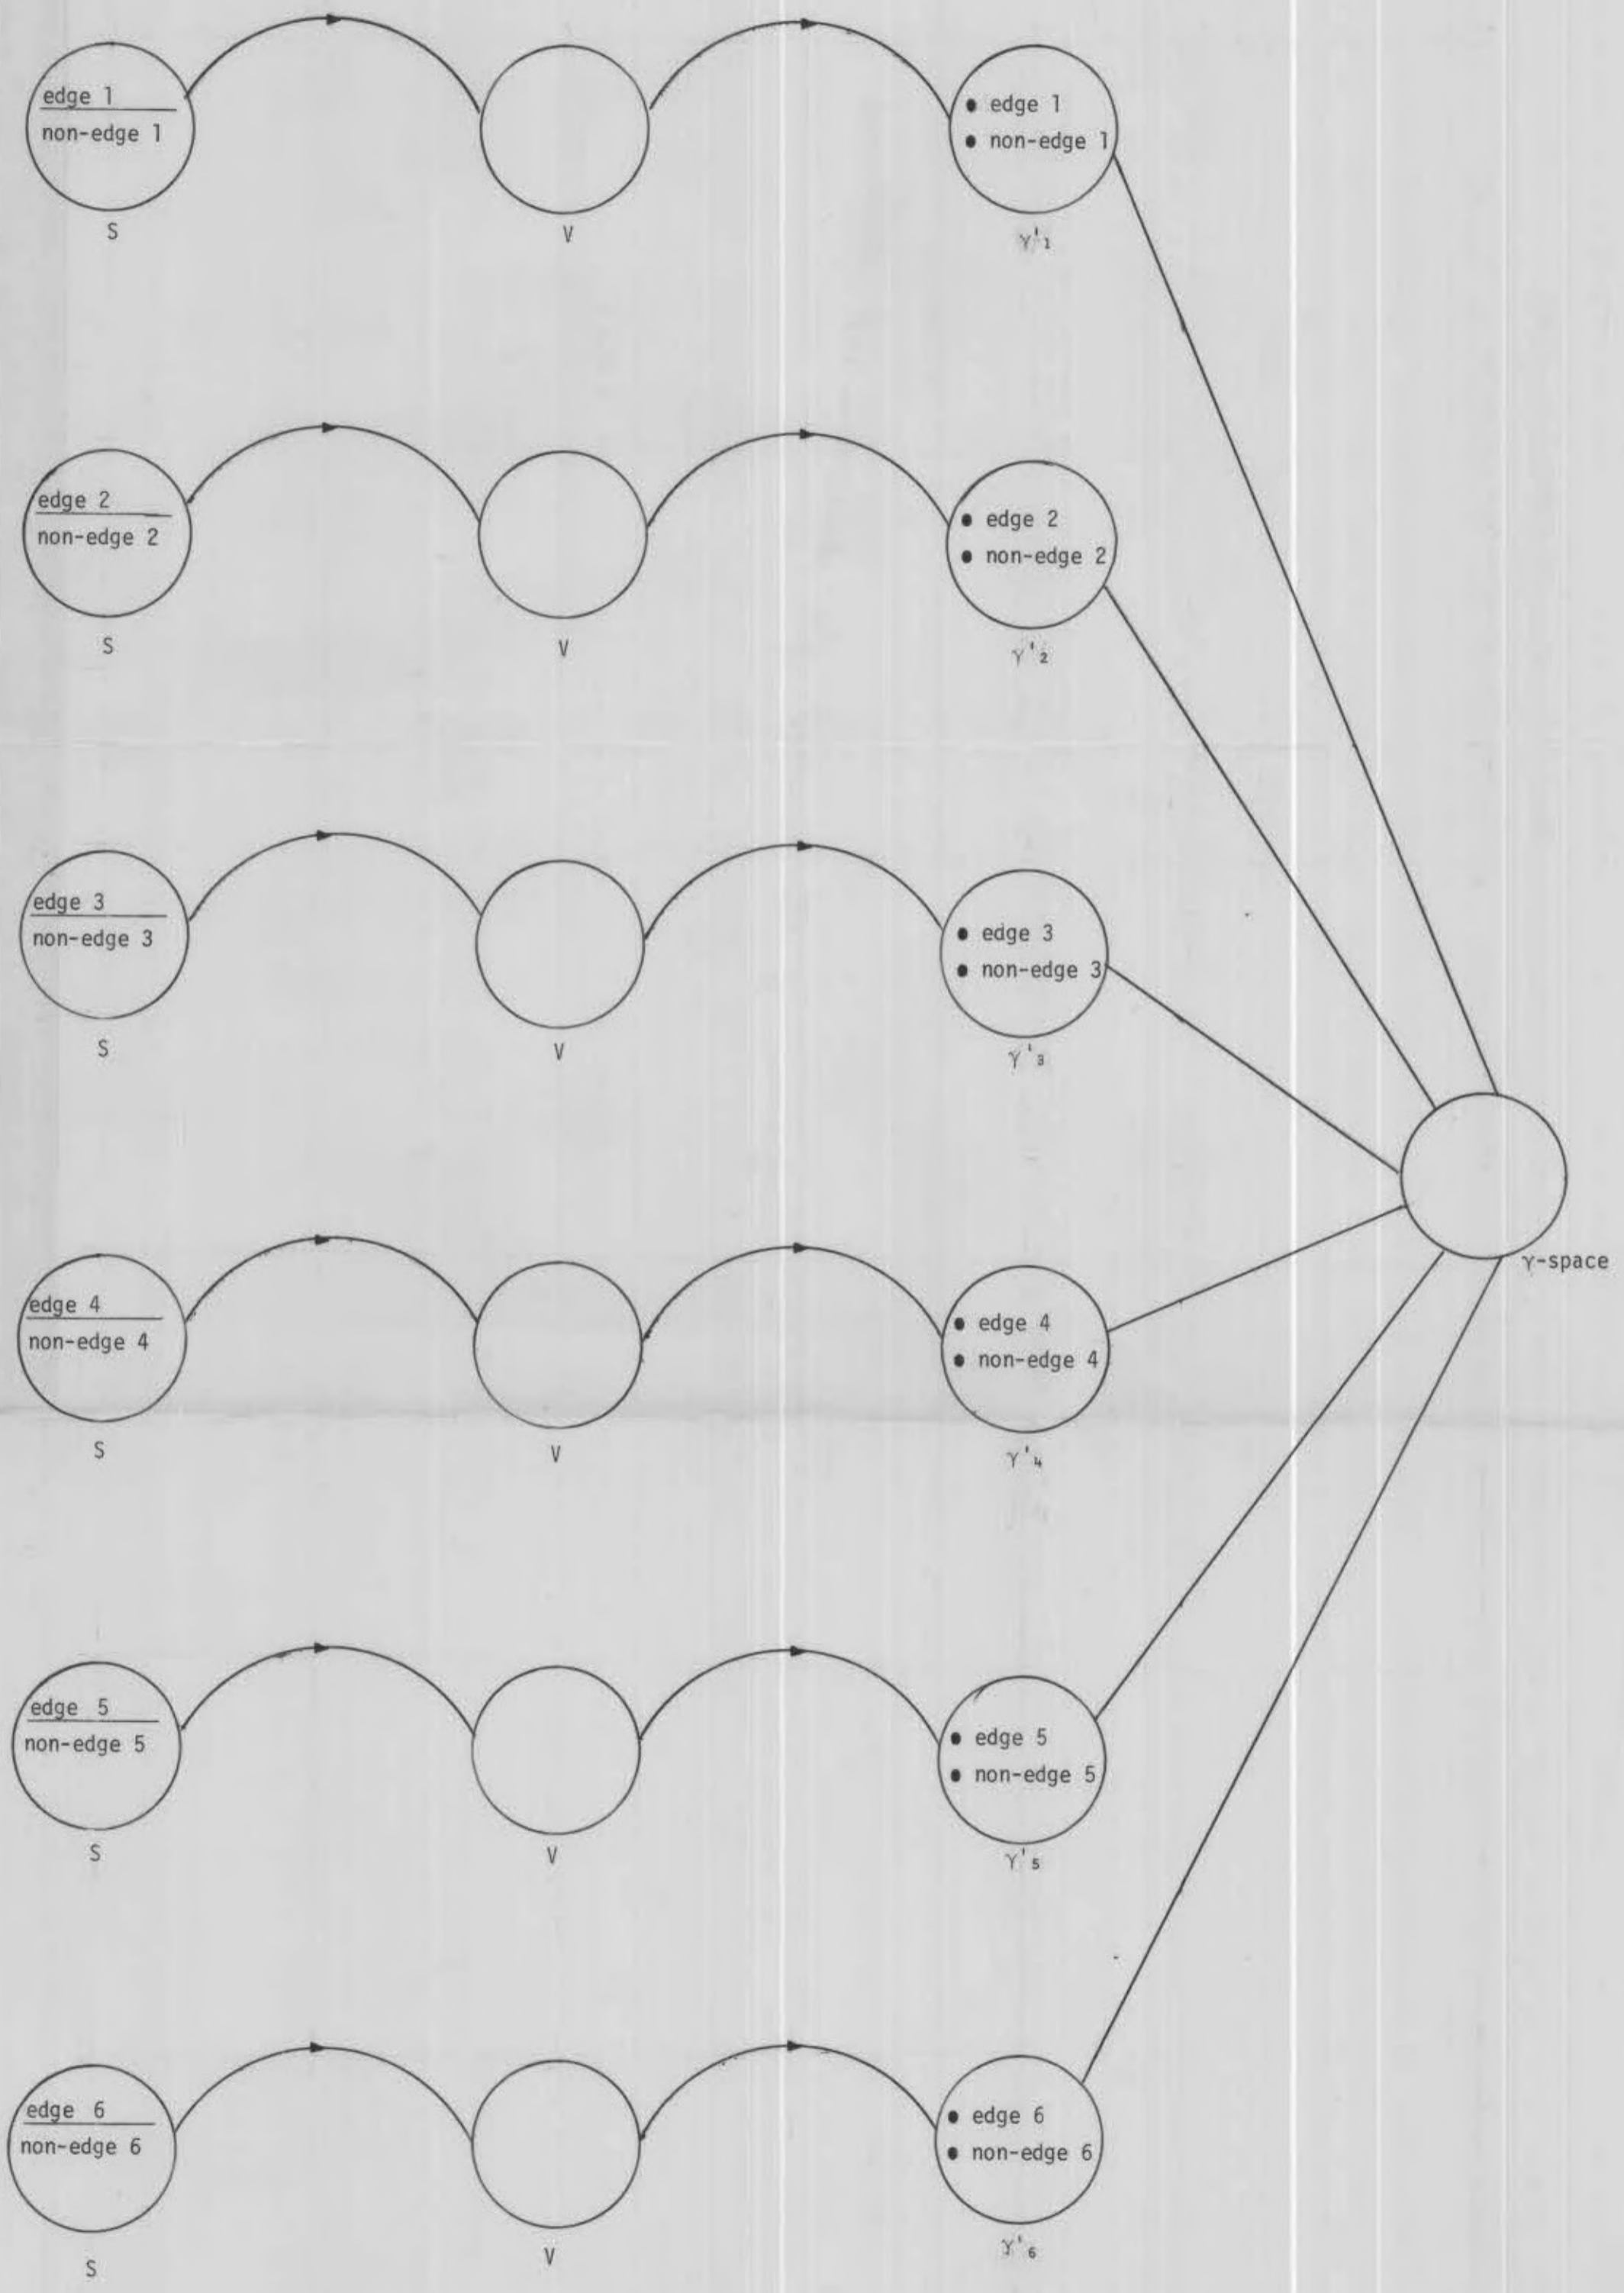 edge 1
non-edge 1
• edge 1
• non-edge 1
S
V
γ'₁
edge 2
non-edge 2
• edge 2
• non-edge 2
S
V
γ'₂
edge 3
non-edge 3
• edge 3
• non-edge 3
S
V
γ'₃
γ-space
edge 4
non-edge 4
• edge 4
• non-edge 4
S
V
γ'₄
edge 5
non-edge 5
• edge 5
• non-edge 5
S
V
γ'₅
edge 6
non-edge 6
• edge 6
• non-edge 6
S
V
γ'₆